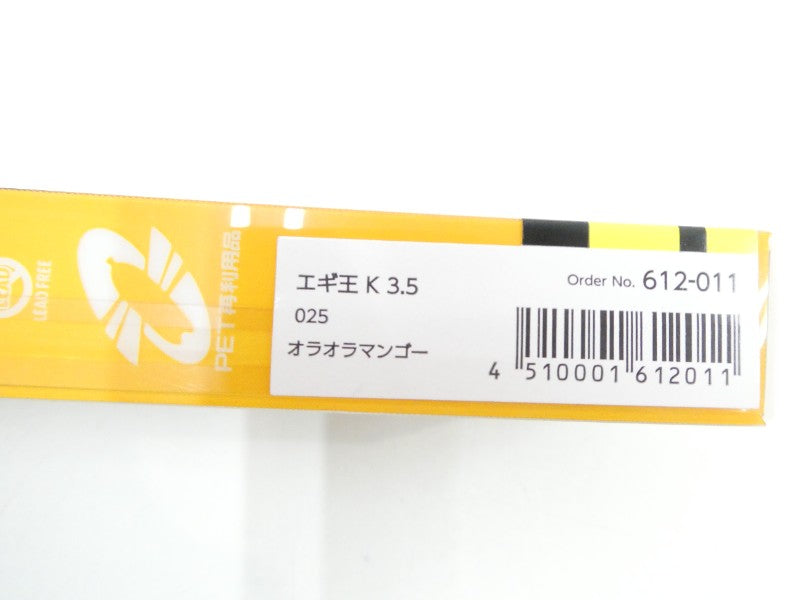 LEAD
LEAD FREE
PET再利用品
エギ王 K 3.5
Order No. 612-011
025
オラオラマンゴー
4 510001 612011